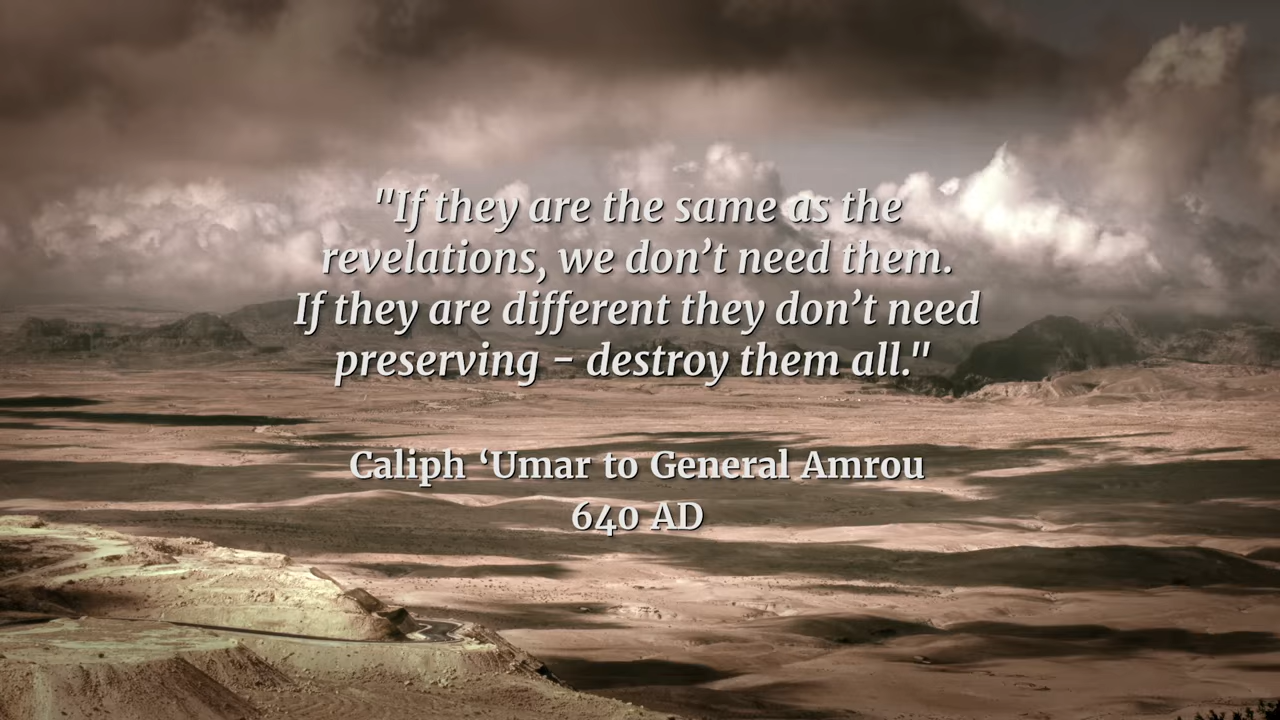 "If they are the same as the
revelations, we don’t need them.
If they are different they don’t need
preserving - destroy them all."
Caliph ‘Umar to General Amrou
640 AD